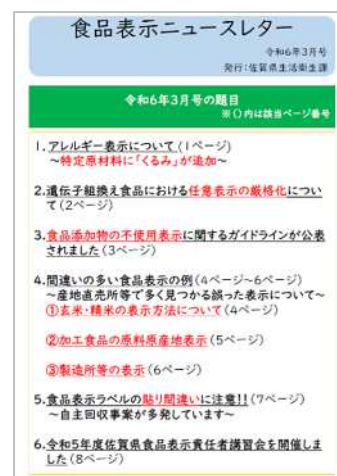 食品表示ニュースレター
令和6年3月号
発行:佐賀県生活衛生課
令和6年3月号の題目
※()内は該当ページ番号
1.アレルギー表示について(1ページ)
~特定原材料に「くるみ」が追加~
2.遺伝子組換え食品における任意表示の厳格化につい
て(2ページ)
3.食品添加物の不使用表示に関するガイドラインが公表
されました(3ページ)
4.間違いの多い食品表示の例(4ページ~6ページ)
~産地直売所等で多く見つかる誤った表示について~
①玄米・精米の表示方法について(4ページ)
②加工食品の原料原産地表示(5ページ)
③製造所等の表示(6ページ)
5.食品表示ラベルの貼り間違いに注意!!(7ページ)
~自主回収事案が多発しています~
6.令和5年度佐賀県食品表示責任者講習会を開催しま
した(8ページ)